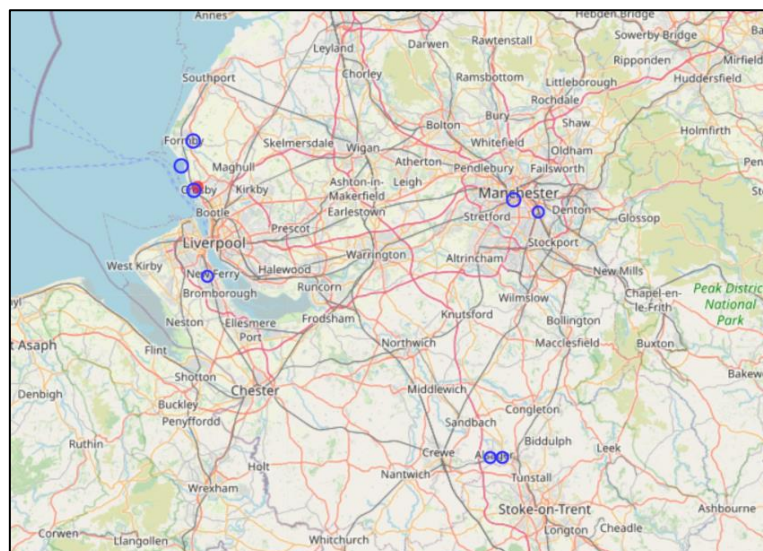 Annes
Leyland
Darwen
Rawtenstall
Hebden Bridge
Sowerby Bridge
Ba
Mirfield
Ripponden
Huddersfield
Southport
Chorley
Ramsbottom
Littleborough
Rochdale
Bury
Shaw
Holmfirth
Formby
Skelmersdale
Wigan
Bolton
Whitefield
Oldham
Maghull
Atherton
Pendlebury
Failsworth
Pen
Kirkby
Ashton-in-
Makerfield
Leigh
Manchester
Denton
Glossop
Bootle
Prescot
Earlestown
Stretford
Stockport
Liverpool
Warrington
Altrincham
New Mills
West Kirby
New Ferry
Halewood
Runcorn
Bromborough
Wilmslow
Chapel-en-
le-Frith
Peak District
National
Park
Neston
Ellesmere
Port
Frodsham
Knutsford
Bollington
Macclesfield
Buxton
Flint
Northwich
t Asaph
Shotton
Bakew
Denbigh
Buckley
Chester
Middlewich
Congleton
Penyffordd
Sandbach
Biddulph
Leek
Ruthin
Holt
Crewe
Nantwich
Tunstall
Wrexham
Stoke-on-Trent
Ashbourne
Corwen
Llangollen
Whitchurch
Longton
Cheadle